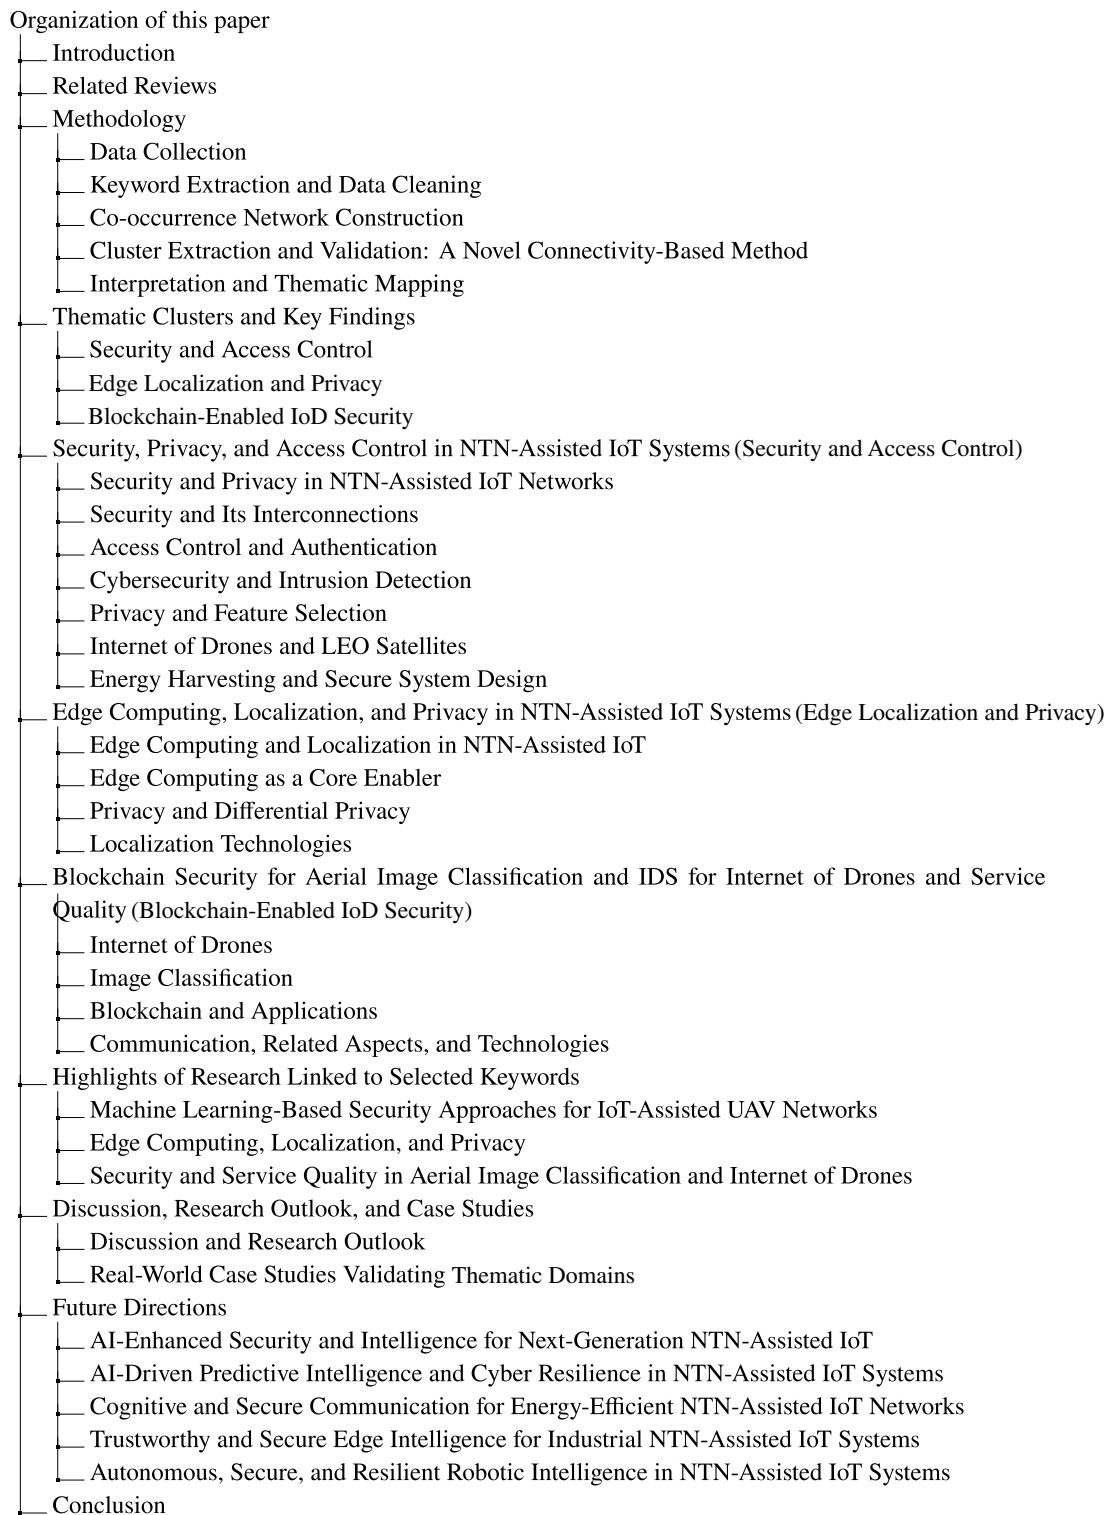 Organization of this paper
Introduction
Related Reviews
Methodology
Data Collection
Keyword Extraction and Data Cleaning
Co-occurrence Network Construction
Cluster Extraction and Validation: A Novel Connectivity-Based Method
Interpretation and Thematic Mapping
Thematic Clusters and Key Findings
Security and Access Control
Edge Localization and Privacy
Blockchain-Enabled IoD Security
Security, Privacy, and Access Control in NTN-Assisted IoT Systems (Security and Access Control)
Security and Privacy in NTN-Assisted IoT Networks
Security and Its Interconnections
Access Control and Authentication
Cybersecurity and Intrusion Detection
Privacy and Feature Selection
Internet of Drones and LEO Satellites
Energy Harvesting and Secure System Design
Edge Computing, Localization, and Privacy in NTN-Assisted IoT Systems (Edge Localization and Privacy)
Edge Computing and Localization in NTN-Assisted IoT
Edge Computing as a Core Enabler
Privacy and Differential Privacy
Localization Technologies
Blockchain Security for Aerial Image Classification and IDS for Internet of Drones and Service
Quality (Blockchain-Enabled IoD Security)
Internet of Drones
Image Classification
Blockchain and Applications
Communication, Related Aspects, and Technologies
Highlights of Research Linked to Selected Keywords
Machine Learning-Based Security Approaches for IoT-Assisted UAV Networks
Edge Computing, Localization, and Privacy
Security and Service Quality in Aerial Image Classification and Internet of Drones
Discussion, Research Outlook, and Case Studies
Discussion and Research Outlook
Real-World Case Studies Validating Thematic Domains
Future Directions
AI-Enhanced Security and Intelligence for Next-Generation NTN-Assisted IoT
AI-Driven Predictive Intelligence and Cyber Resilience in NTN-Assisted IoT Systems
Cognitive and Secure Communication for Energy-Efficient NTN-Assisted IoT Networks
Trustworthy and Secure Edge Intelligence for Industrial NTN-Assisted IoT Systems
Autonomous, Secure, and Resilient Robotic Intelligence in NTN-Assisted IoT Systems
Conclusion